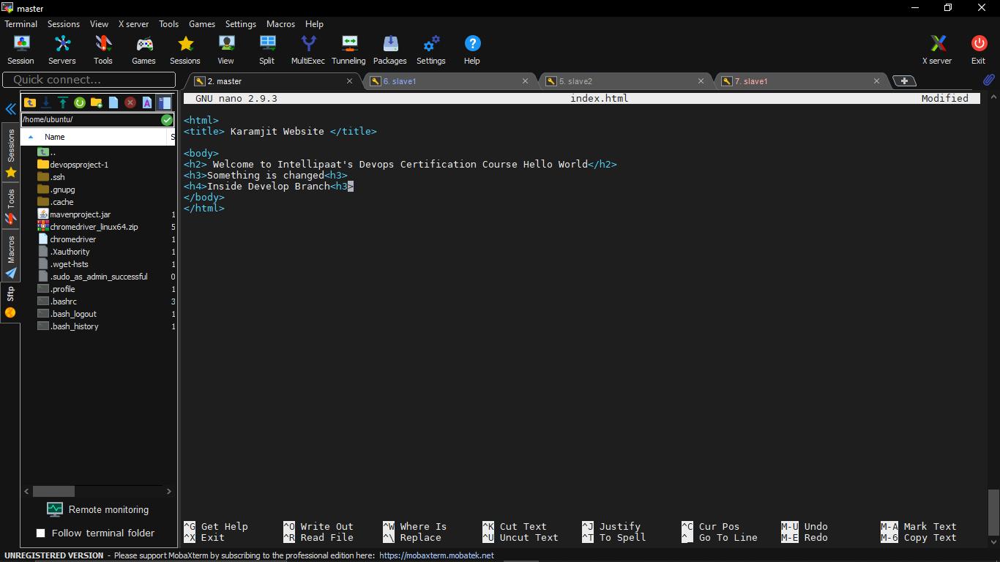 master
Terminal Sessions View X server Tools Games Settings Macros Help
Session Servers Tools Games Sessions View Split MultiExec Tunneling Packages Settings Help X server Exit
Quick connect...
2. master
6. slave1
5. slave2
7. slave1
/home/ubuntu/
Name S
..
devopsproject-1
.ssh
.gnupg
.cache
mavenproject.jar 1
chromedriver_linux64.zip 5
chromedriver 1
.Xauthority 1
.wget-hsts 1
.sudo_as_admin_successful 0
.profile 1
.bashrc 3
.bash_logout 1
.bash_history 1
Sessions
Tools
Macros
Sftp
Remote monitoring
Follow terminal folder
GNU nano 2.9.3 index.html Modified
<html>
<title> Karamjit Website </title>
<body>
<h2> Welcome to Intellipaat's Devops Certification Course Hello World</h2>
<h3>Something is changed<h3>
<h4>Inside Develop Branch<h3>
</body>
</html>
^G Get Help ^O Write Out ^W Where Is ^K Cut Text ^J Justify ^C Cur Pos M-U Undo M-A Mark Text
^X Exit ^R Read File ^\ Replace ^U Uncut Text ^T To Spell ^ Go To Line M-E Redo M-6 Copy Text
UNREGISTERED VERSION - Please support MobaXterm by subscribing to the professional edition here: https://mobaxterm.mobatek.net